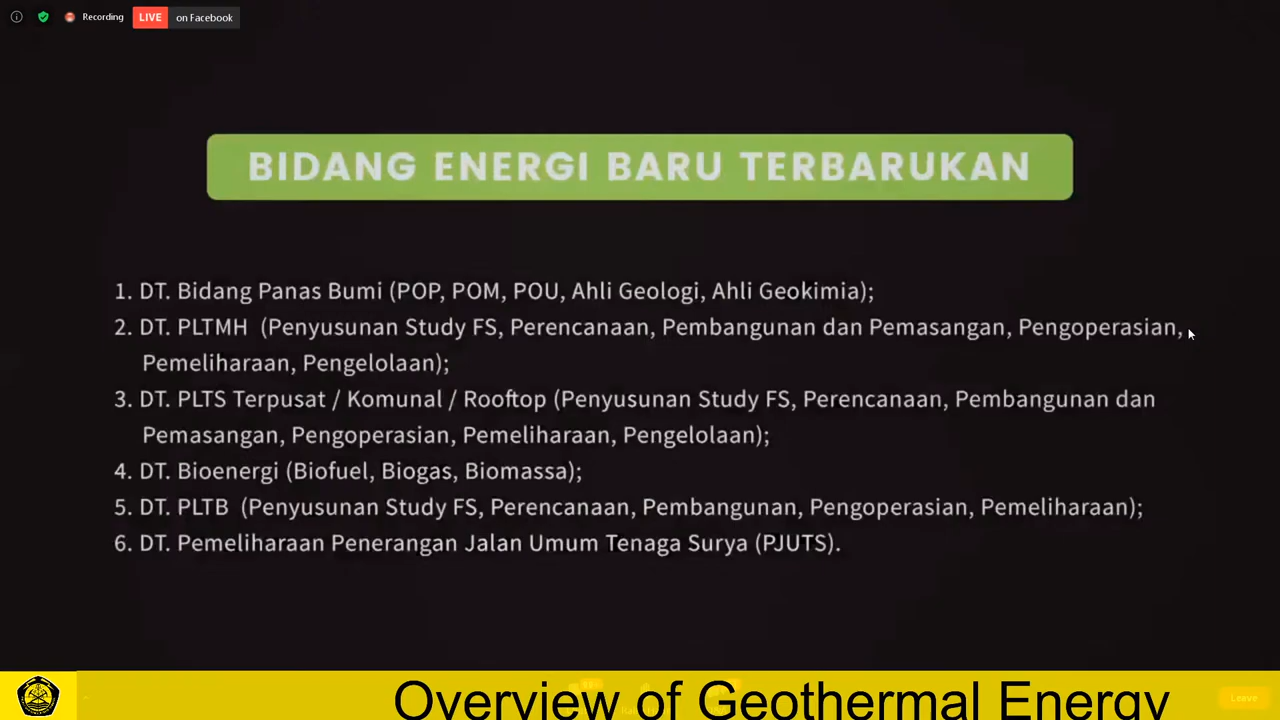 Recording
LIVE on Facebook
BIDANG ENERGI BARU TERBARUKAN
1. DT. Bidang Panas Bumi (POP, POM, POU, Ahli Geologi, Ahli Geokimia);
2. DT. PLTMH (Penyusunan Study FS, Perencanaan, Pembangunan dan Pemasangan, Pengoperasian,
Pemeliharaan, Pengelolaan);
3. DT. PLTS Terpusat / Komunal / Rooftop (Penyusunan Study FS, Perencanaan, Pembangunan dan
Pemasangan, Pengoperasian, Pemeliharaan, Pengelolaan);
4. DT. Bioenergi (Biofuel, Biogas, Biomassa);
5. DT. PLTB (Penyusunan Study FS, Perencanaan, Pembangunan, Pengoperasian, Pemeliharaan);
6. DT. Pemeliharaan Penerangan Jalan Umum Tenaga Surya (PJUTS).
Overview of Geothermal Energy
Leave